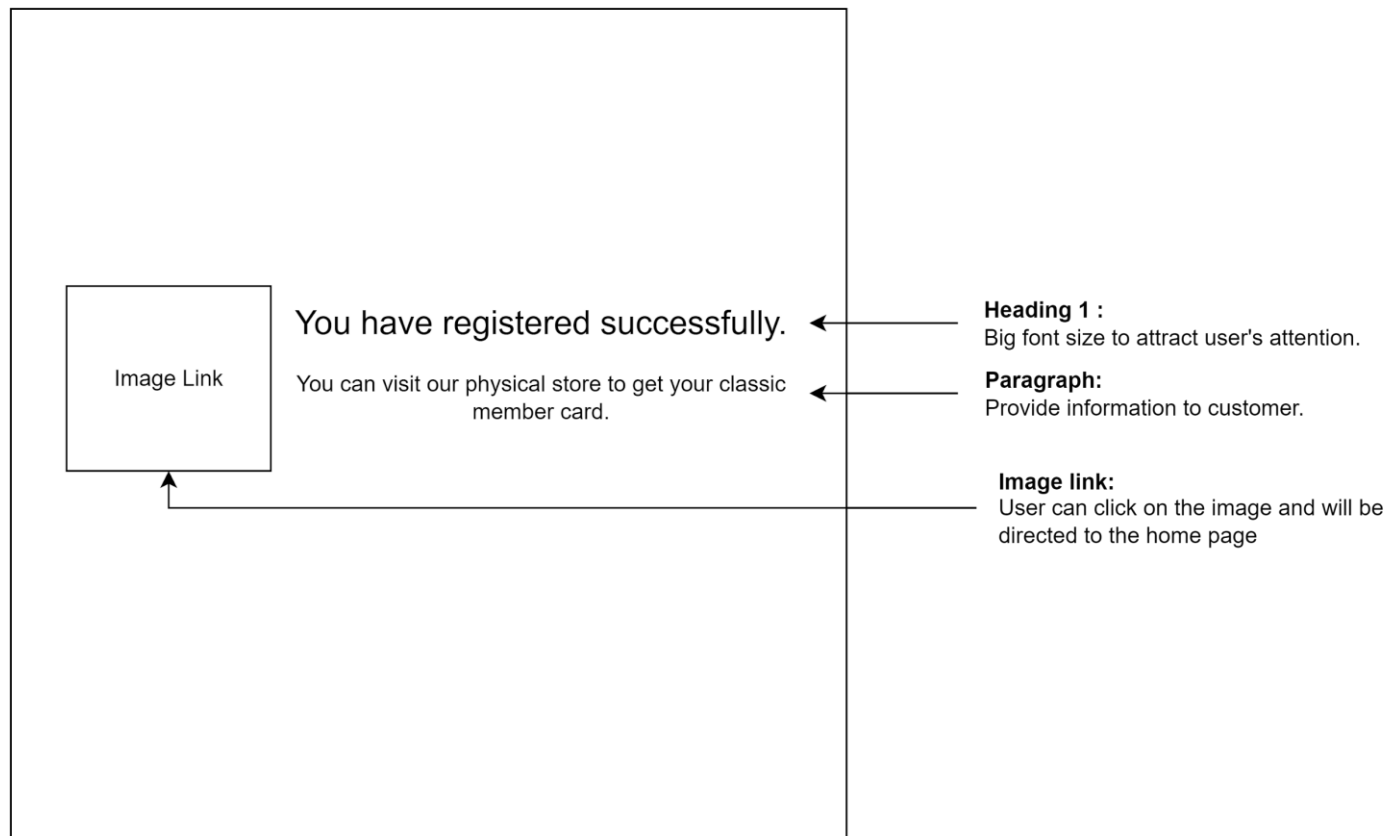 You have registered successfully.
Image Link
You can visit our physical store to get your classic
member card.
Heading 1 :
Big font size to attract user's attention.
Paragraph:
Provide information to customer.
Image link:
User can click on the image and will be
directed to the home page